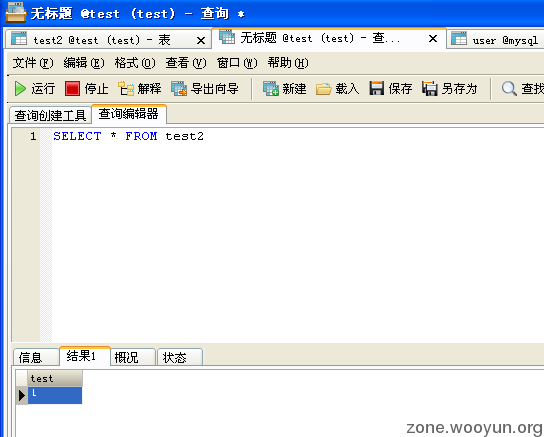 无标题 @test (test) - 查询 *
test2 @test (test) - 表
无标题 @test (test) - 查...
user @mysql
文件(F) 编辑(E) 格式(O) 查看(V) 窗口(W) 帮助(H)
运行 停止 解释 导出向导 新建 载入 保存 另存为 查找
查询创建工具 查询编辑器
1 SELECT * FROM test2
信息 结果1 概况 状态
test
zone.wooyun.org